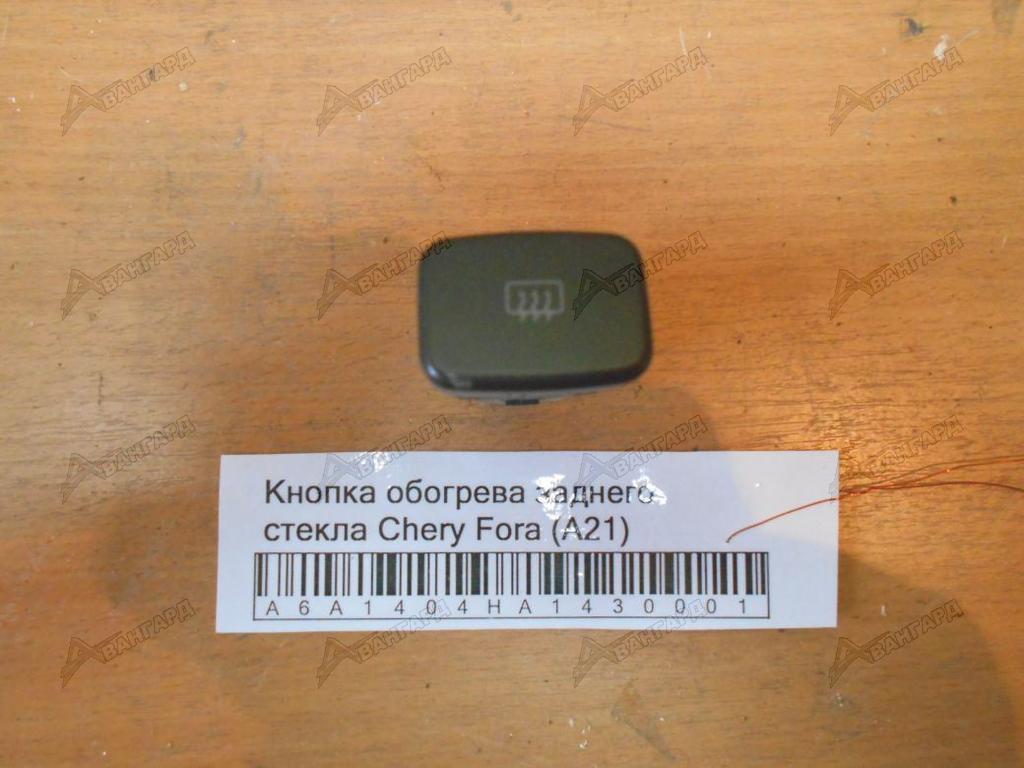 Кнопка обогрева заднего
стекла Chery Fora (A21)
A6A1404HA1430001
АВАНГАРД